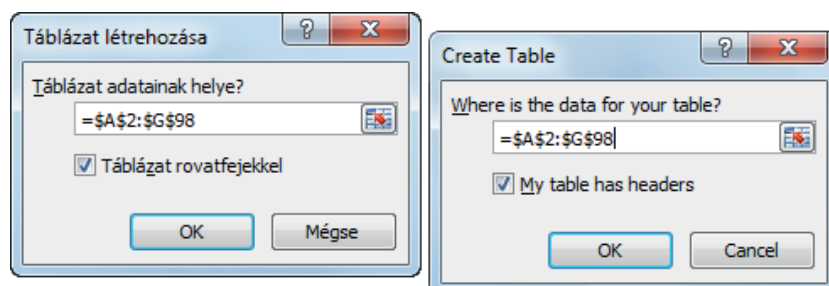 Táblázat létrehozása
Táblázat adatainak helye?
=$A$2:$G$98
Táblázat rovatfejekkel
OK Mégse
Create Table
Where is the data for your table?
=$A$2:$G$98
My table has headers
OK Cancel